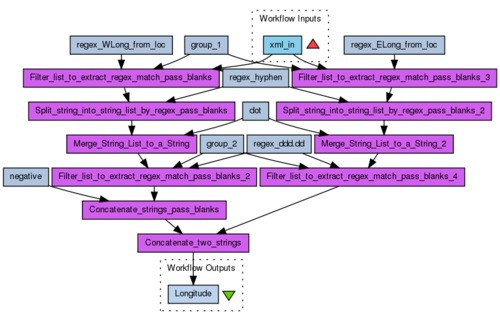 Workflow Inputs
regex_WLong_from_loc
group_1
xml_in
regex_ELong_from_loc
Filter_list_to_extract_regex_match_pass_blanks
regex_hyphen
Filter_list_to_extract_regex_match_pass_blanks_3
Split_string_into_string_list_by_regex_pass_blanks
dot
Split_string_into_string_list_by_regex_pass_blanks_2
Merge_String_List_to_a_String
group_2
regex_ddd.dd
Merge_String_List_to_a_String_2
negative
Filter_list_to_extract_regex_match_pass_blanks_2
Filter_list_to_extract_regex_match_pass_blanks_4
Concatenate_strings_pass_blanks
Concatenate_two_strings
Workflow Outputs
Longitude